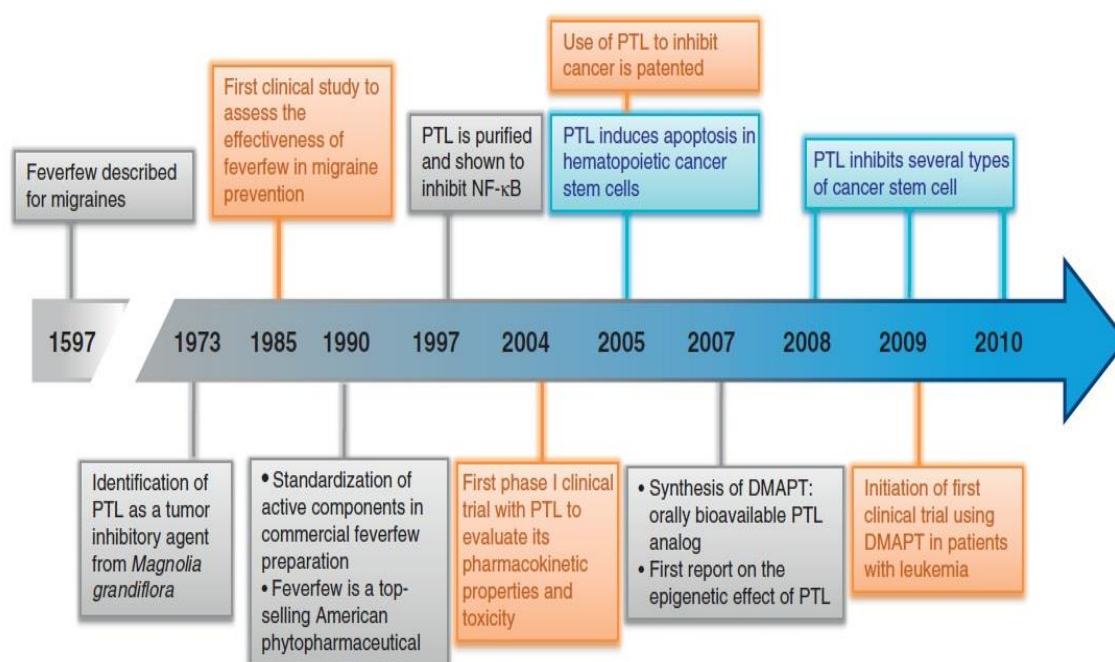 Use of PTL to inhibit
cancer is patented
First clinical study to
assess the
effectiveness of
feverfew in migraine
prevention
PTL is purified
and shown to
inhibit NF-κB
PTL induces apoptosis in
hematopoietic cancer
stem cells
PTL inhibits several types
of cancer stem cell
Feverfew described
for migraines
1597 1973 1985 1990 1997 2004 2005 2007 2008 2009 2010
Identification of
PTL as a tumor
inhibitory agent
from Magnolia
grandiflora
• Standardization of
active components in
commercial feverfew
preparation
• Feverfew is a top-
selling American
phytopharmaceutical
First phase I clinical
trial with PTL to
evaluate its
pharmacokinetic
properties and
toxicity
• Synthesis of DMAPT:
orally bioavailable PTL
analog
• First report on the
epigenetic effect of PTL
Initiation of first
clinical trial using
DMAPT in patients
with leukemia